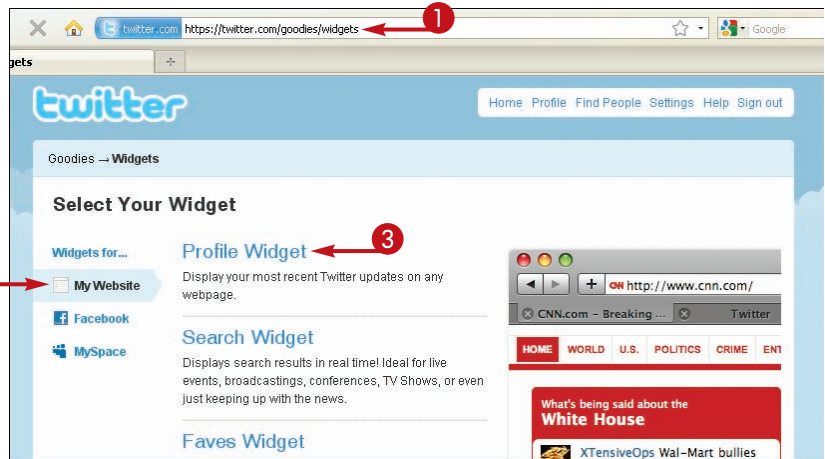 1
twitter.com https://twitter.com/goodies/widgets
Google
gets
twitter
Home Profile Find People Settings Help Sign out
Goodies → Widgets
Select Your Widget
Widgets for...
My Website
Facebook
MySpace
Profile Widget
3
Display your most recent Twitter updates on any
webpage.
Search Widget
Displays search results in real time! Ideal for live
events, broadcastings, conferences, TV Shows, or even
just keeping up with the news.
Faves Widget
CNN http://www.cnn.com/
CNN.com - Breaking ...
Twitter
HOME WORLD U.S. POLITICS CRIME ENT
What's being said about the
White House
XTensiveOps Wal-Mart bullies